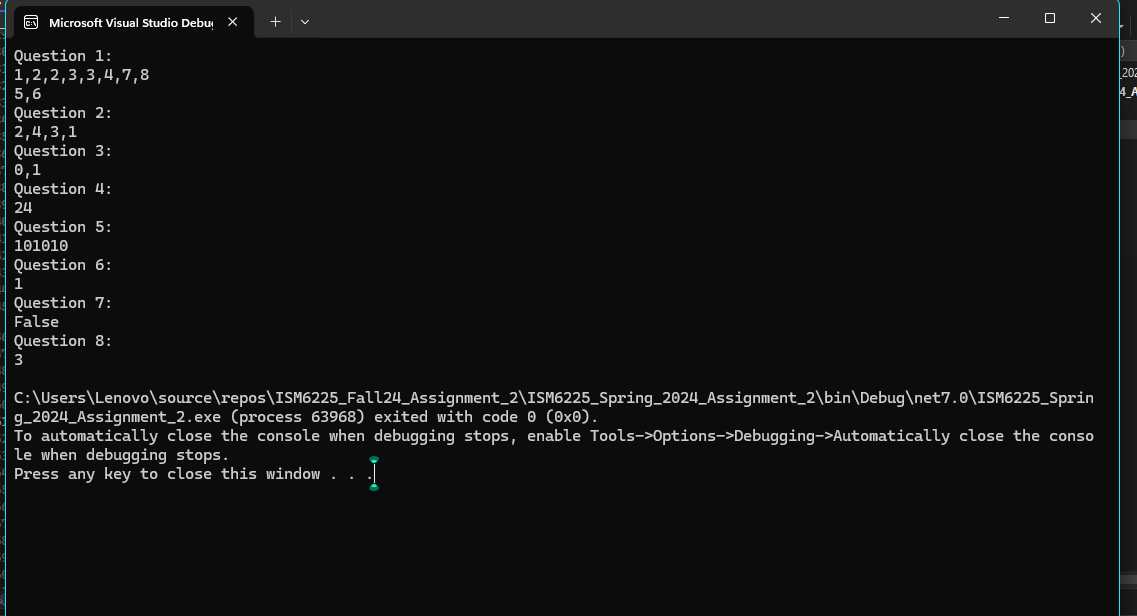 Microsoft Visual Studio Debu
Question 1:
1,2,2,3,3,4,7,8
5,6
Question 2:
2,4,3,1
Question 3:
0,1
Question 4:
24
Question 5:
101010
Question 6:
1
Question 7:
False
Question 8:
3
C:\Users\Lenovo\source\repos\ISM6225_Fall24_Assignment_2\ISM6225_Spring_2024_Assignment_2\bin\Debug\net7.0\ISM6225_Sprin
g_2024_Assignment_2.exe (process 63968) exited with code 0 (0x0).
To automatically close the console when debugging stops, enable Tools->Options->Debugging->Automatically close the conso
le when debugging stops.
Press any key to close this window . . .